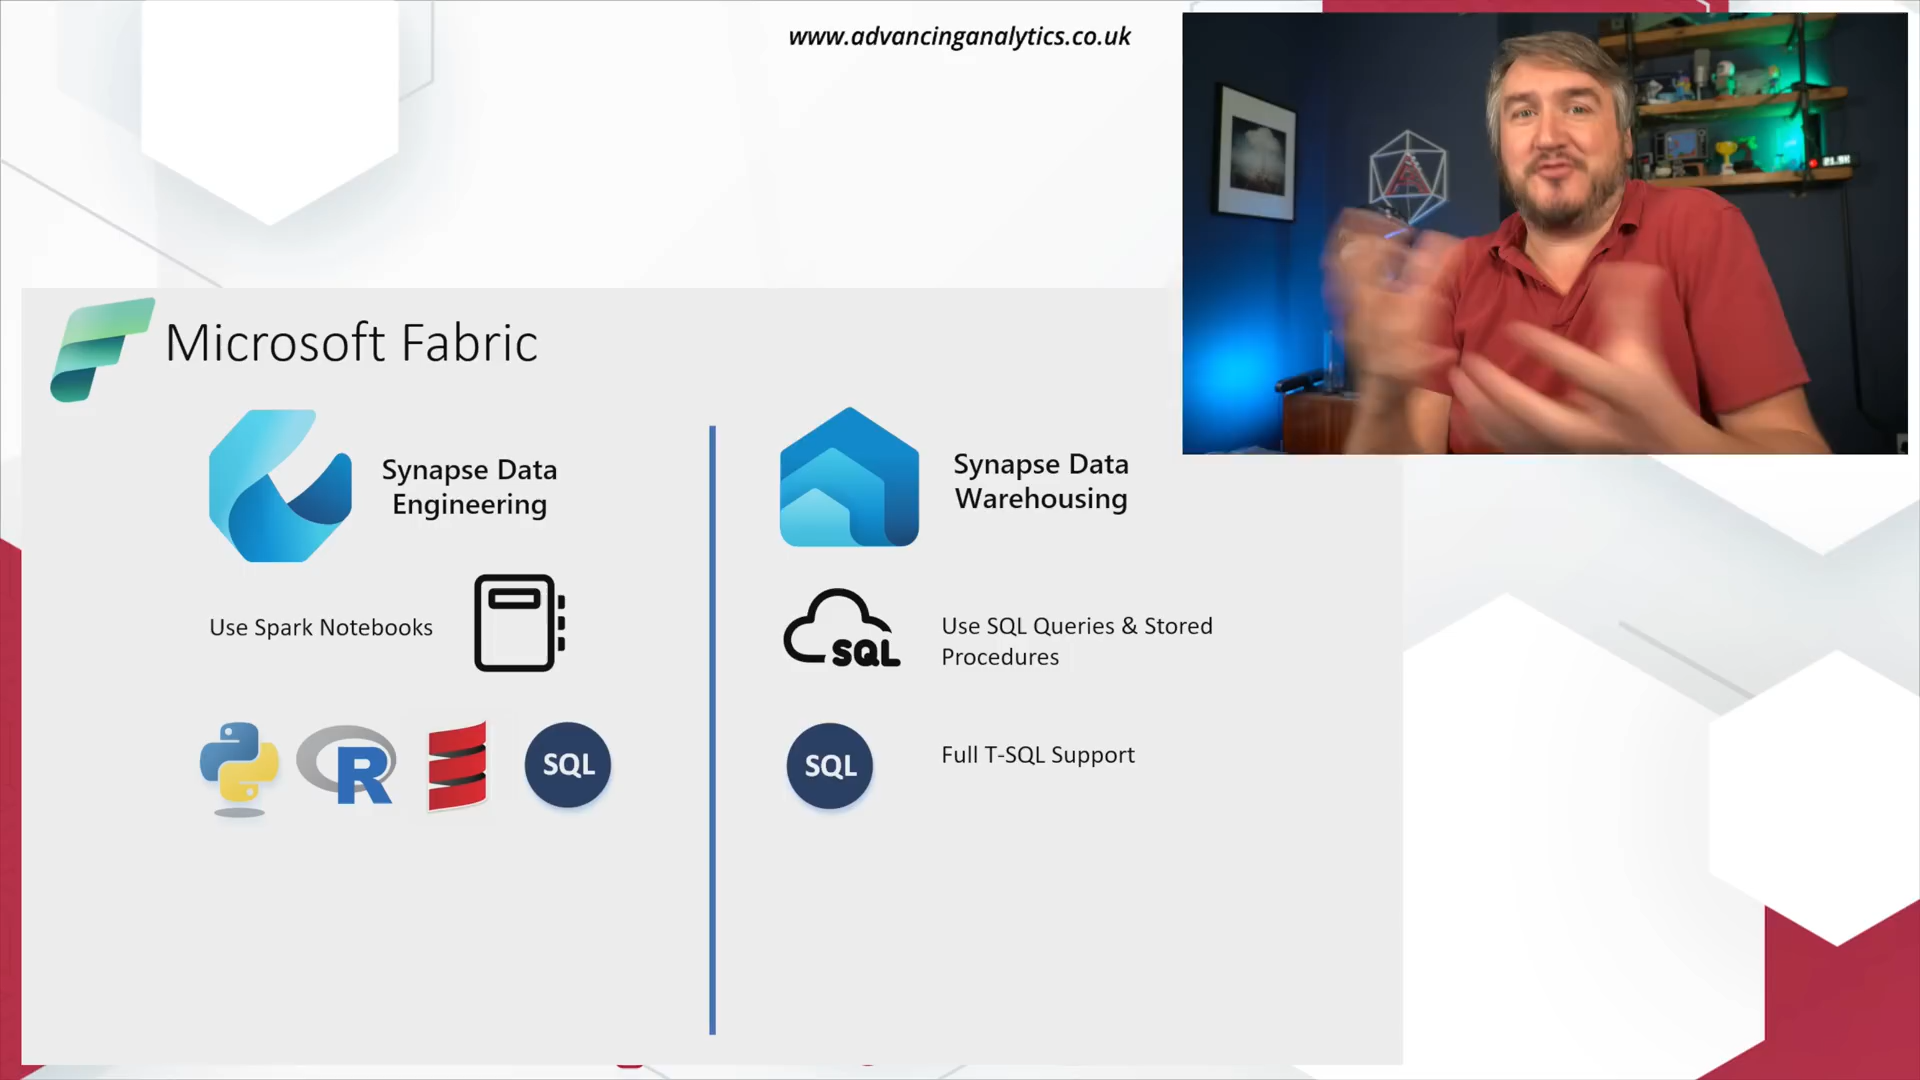 www.advancinganalytics.co.uk
Microsoft Fabric
Synapse Data
Engineering
Use Spark Notebooks
R
SQL
Synapse Data
Warehousing
SQL
Use SQL Queries & Stored
Procedures
SQL
Full T-SQL Support